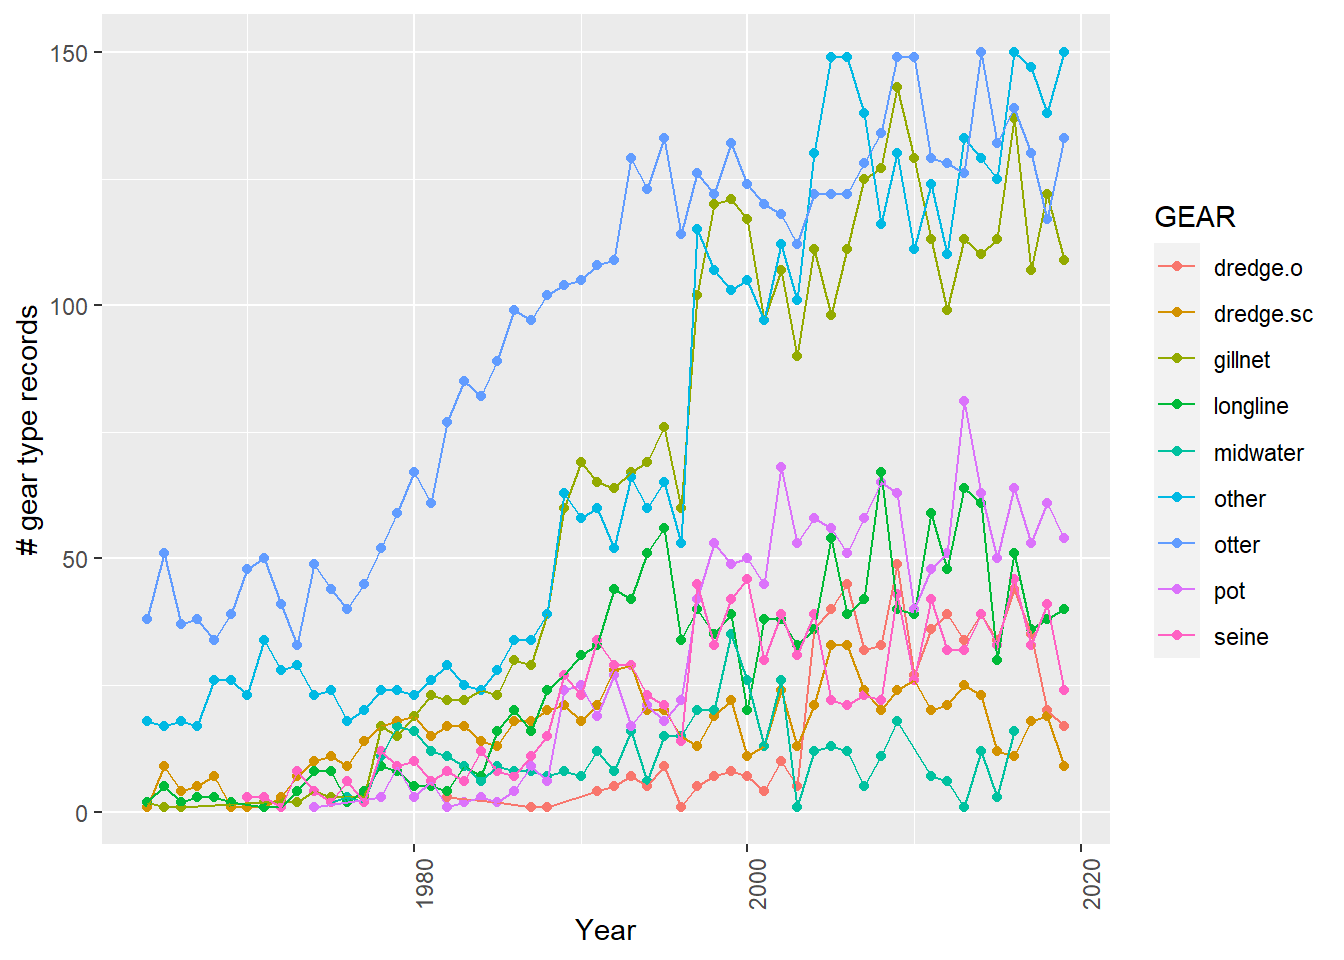 150
100
50
0
# gear type records
1980
2000
2020
Year
GEAR
dredge.o
dredge.sc
gillnet
longline
midwater
other
otter
pot
seine